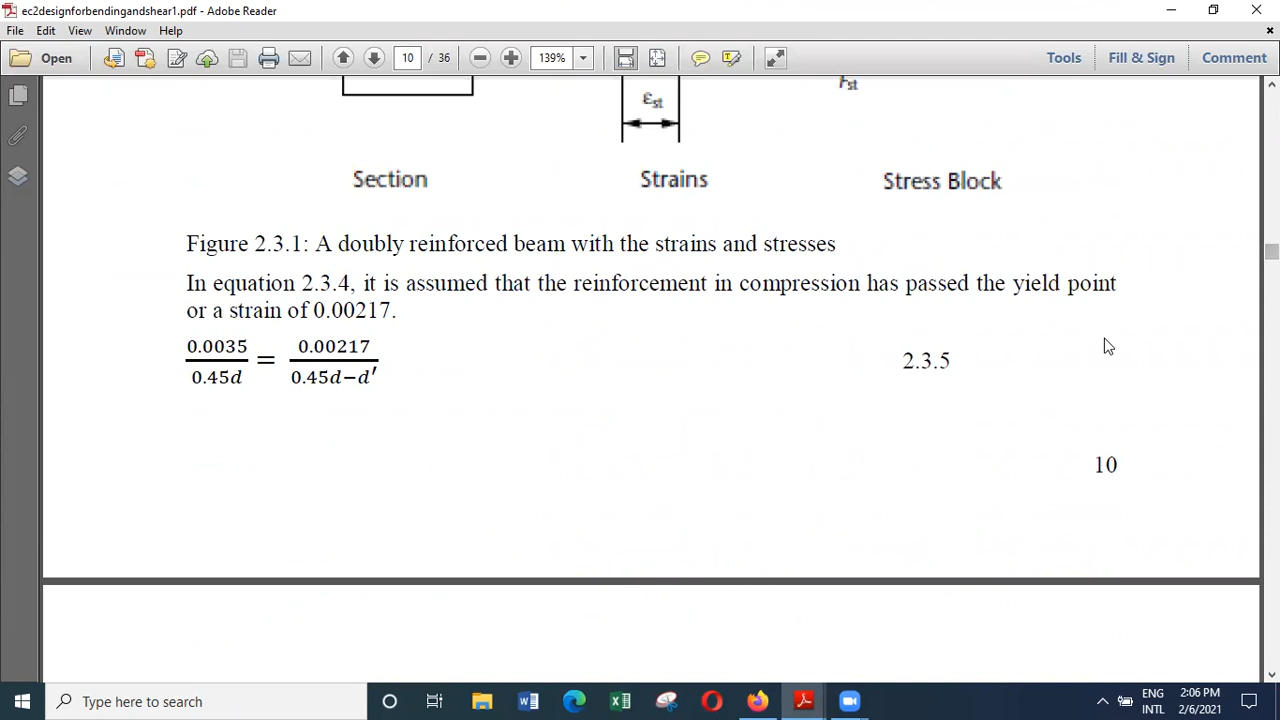 ec2designforbendingandshear1.pdf - Adobe Reader
File Edit View Window Help
Open 10 / 36 139% Tools Fill & Sign Comment
εst
Fst
Section Strains Stress Block
Figure 2.3.1: A doubly reinforced beam with the strains and stresses
In equation 2.3.4, it is assumed that the reinforcement in compression has passed the yield point
or a strain of 0.00217.
0.0035/0.45d = 0.00217/0.45d−d′ 2.3.5
10
Type here to search
ENG 2:06 PM
INTL 2/6/2021